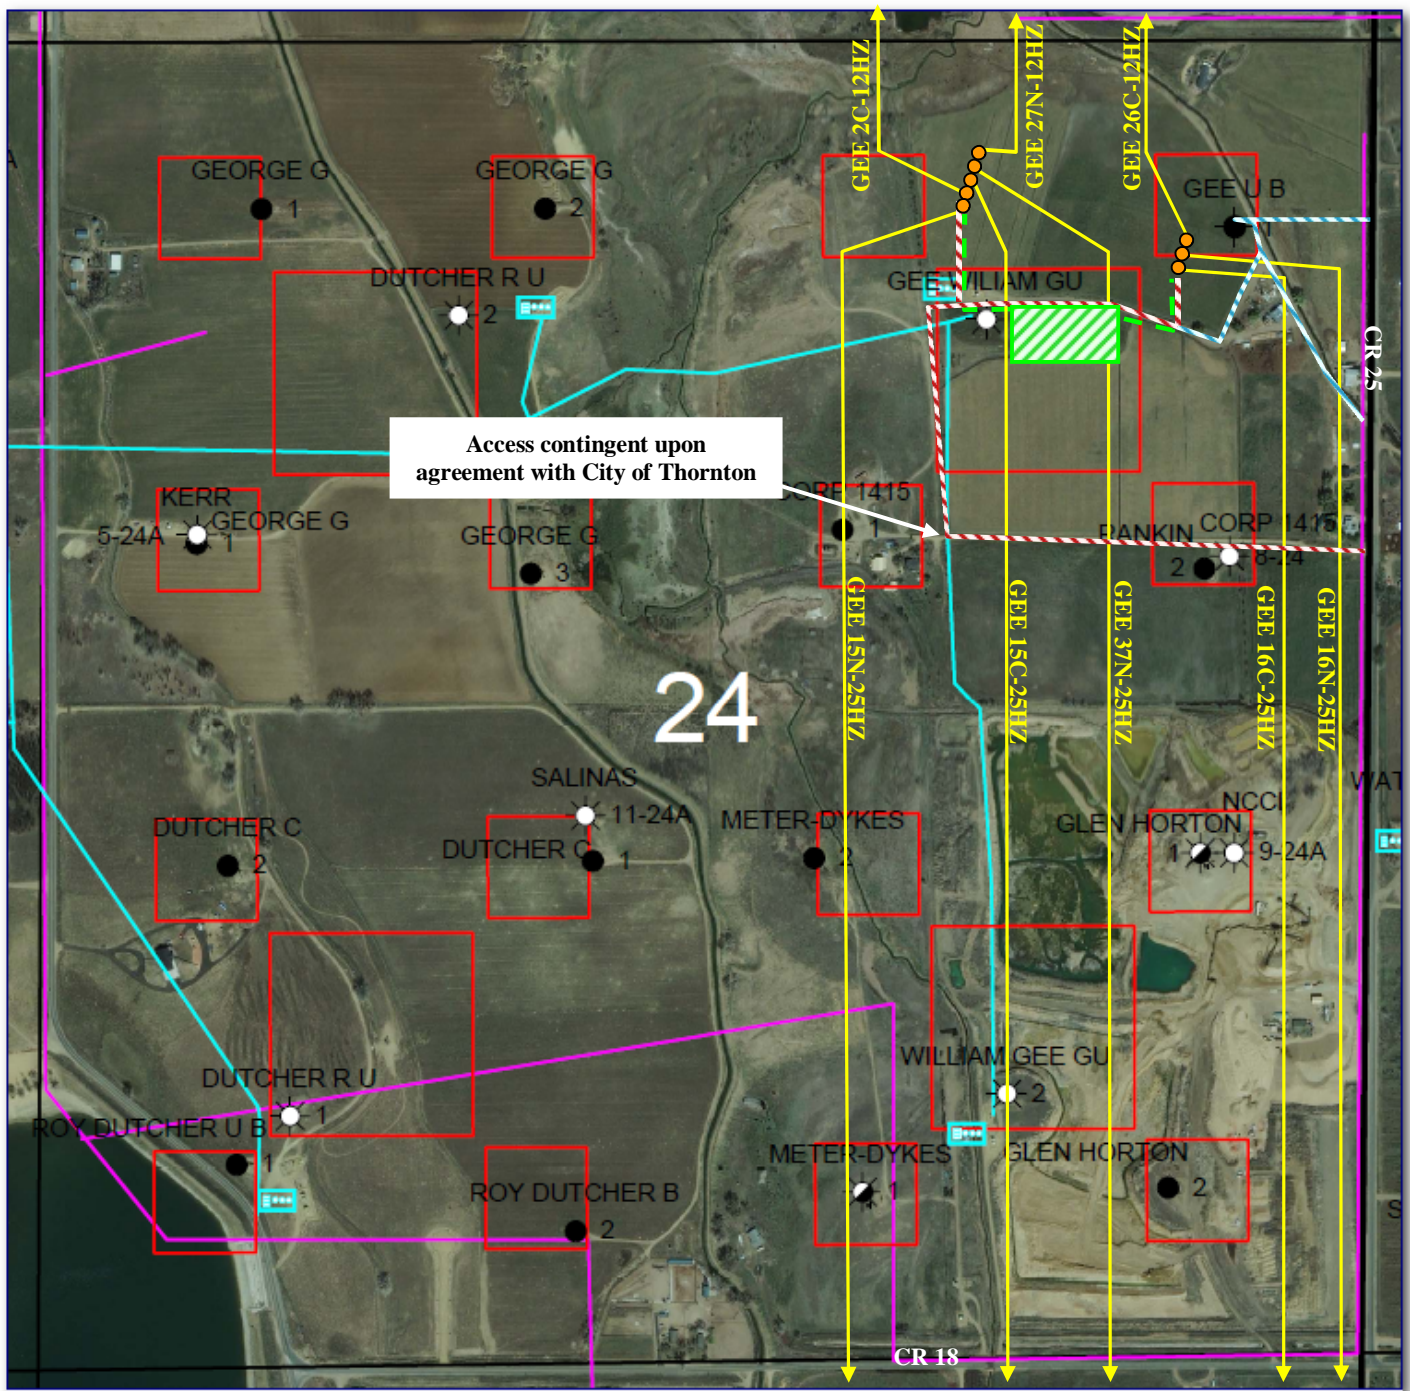 GEE 2C-12HZ
GEE 27N-12HZ
GEE 26C-12HZ
GEORGE G
1
GEORGE G
2
GEE U B
1
DUTCHER R U
2
GEE WILIAM GU
CR 25
Access contingent upon
agreement with City of Thornton
KERR
5-24A
GEORGE G
1
GEORGE G
3
CORP 1415
1
RANKIN
2
CORP 1415
8-24
GEE 15N-25HZ
GEE 15C-25HZ
GEE 37N-25HZ
GEE 16C-25HZ
GEE 16N-25HZ
24
SALINAS
11-24A
DUTCHER C
2
DUTCHER C
1
METER-DYKES
2
NCCI
GLEN HORTON
1
9-24A
WAT
WILLIAM GEE GU
2
DUTCHER R U
1
ROY DUTCHER U B
1
ROY DUTCHER B
2
METER-DYKES
1
GLEN HORTON
2
S
CR 18